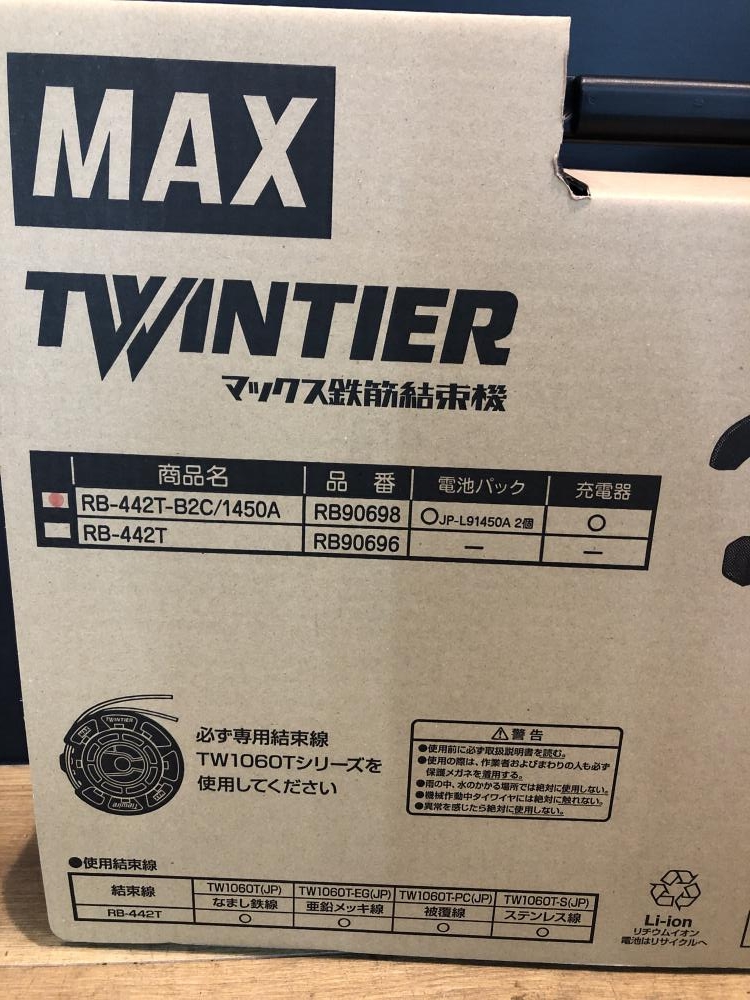 MAX
TWINTIER
マックス鉄筋結束機
商品名 品番 電池パック 充電器
RB-442T-B2C/1450A RB90698 ○JP-L91450A 2個 ○
RB-442T RB90696 ー ー
TWINTIER
必ず専用結束線
TW1060Tシリーズを
使用してください
⚠警告
●使用前に必ず取扱説明書を読む。
●使用の際は、作業者およびまわりの人も必ず
保護メガネを着用する。
●雨の中、水のかかる場所では絶対に使用しない。
●機械作動中タイワイヤには絶対に触れない。
●異常を感じたら絶対に使用しない。
●使用結束線
結束線 TW1060T(JP) TW1060T-EG(JP) TW1060T-PC(JP) TW1060T-S(JP)
なまし鉄線 亜鉛メッキ線 被覆線 ステンレス線
RB-442T ○ ○ ○ ○
Li-ion
リチウムイオン
電池はリサイクルへ